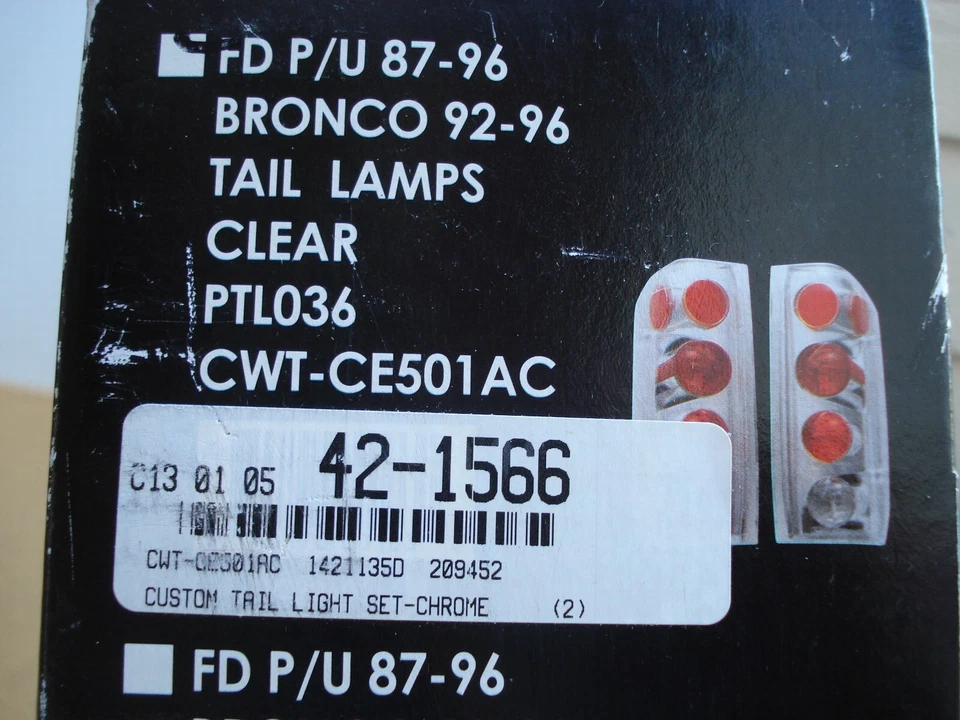 FD P/U 87-96
BRONCO 92-96
TAIL LAMPS
CLEAR
PTL036
CWT-CE501AC
C13 01 05 42-1566
CWT-CE501AC 1421135D 209452
CUSTOM TAIL LIGHT SET-CHROME (2)
FD P/U 87-96